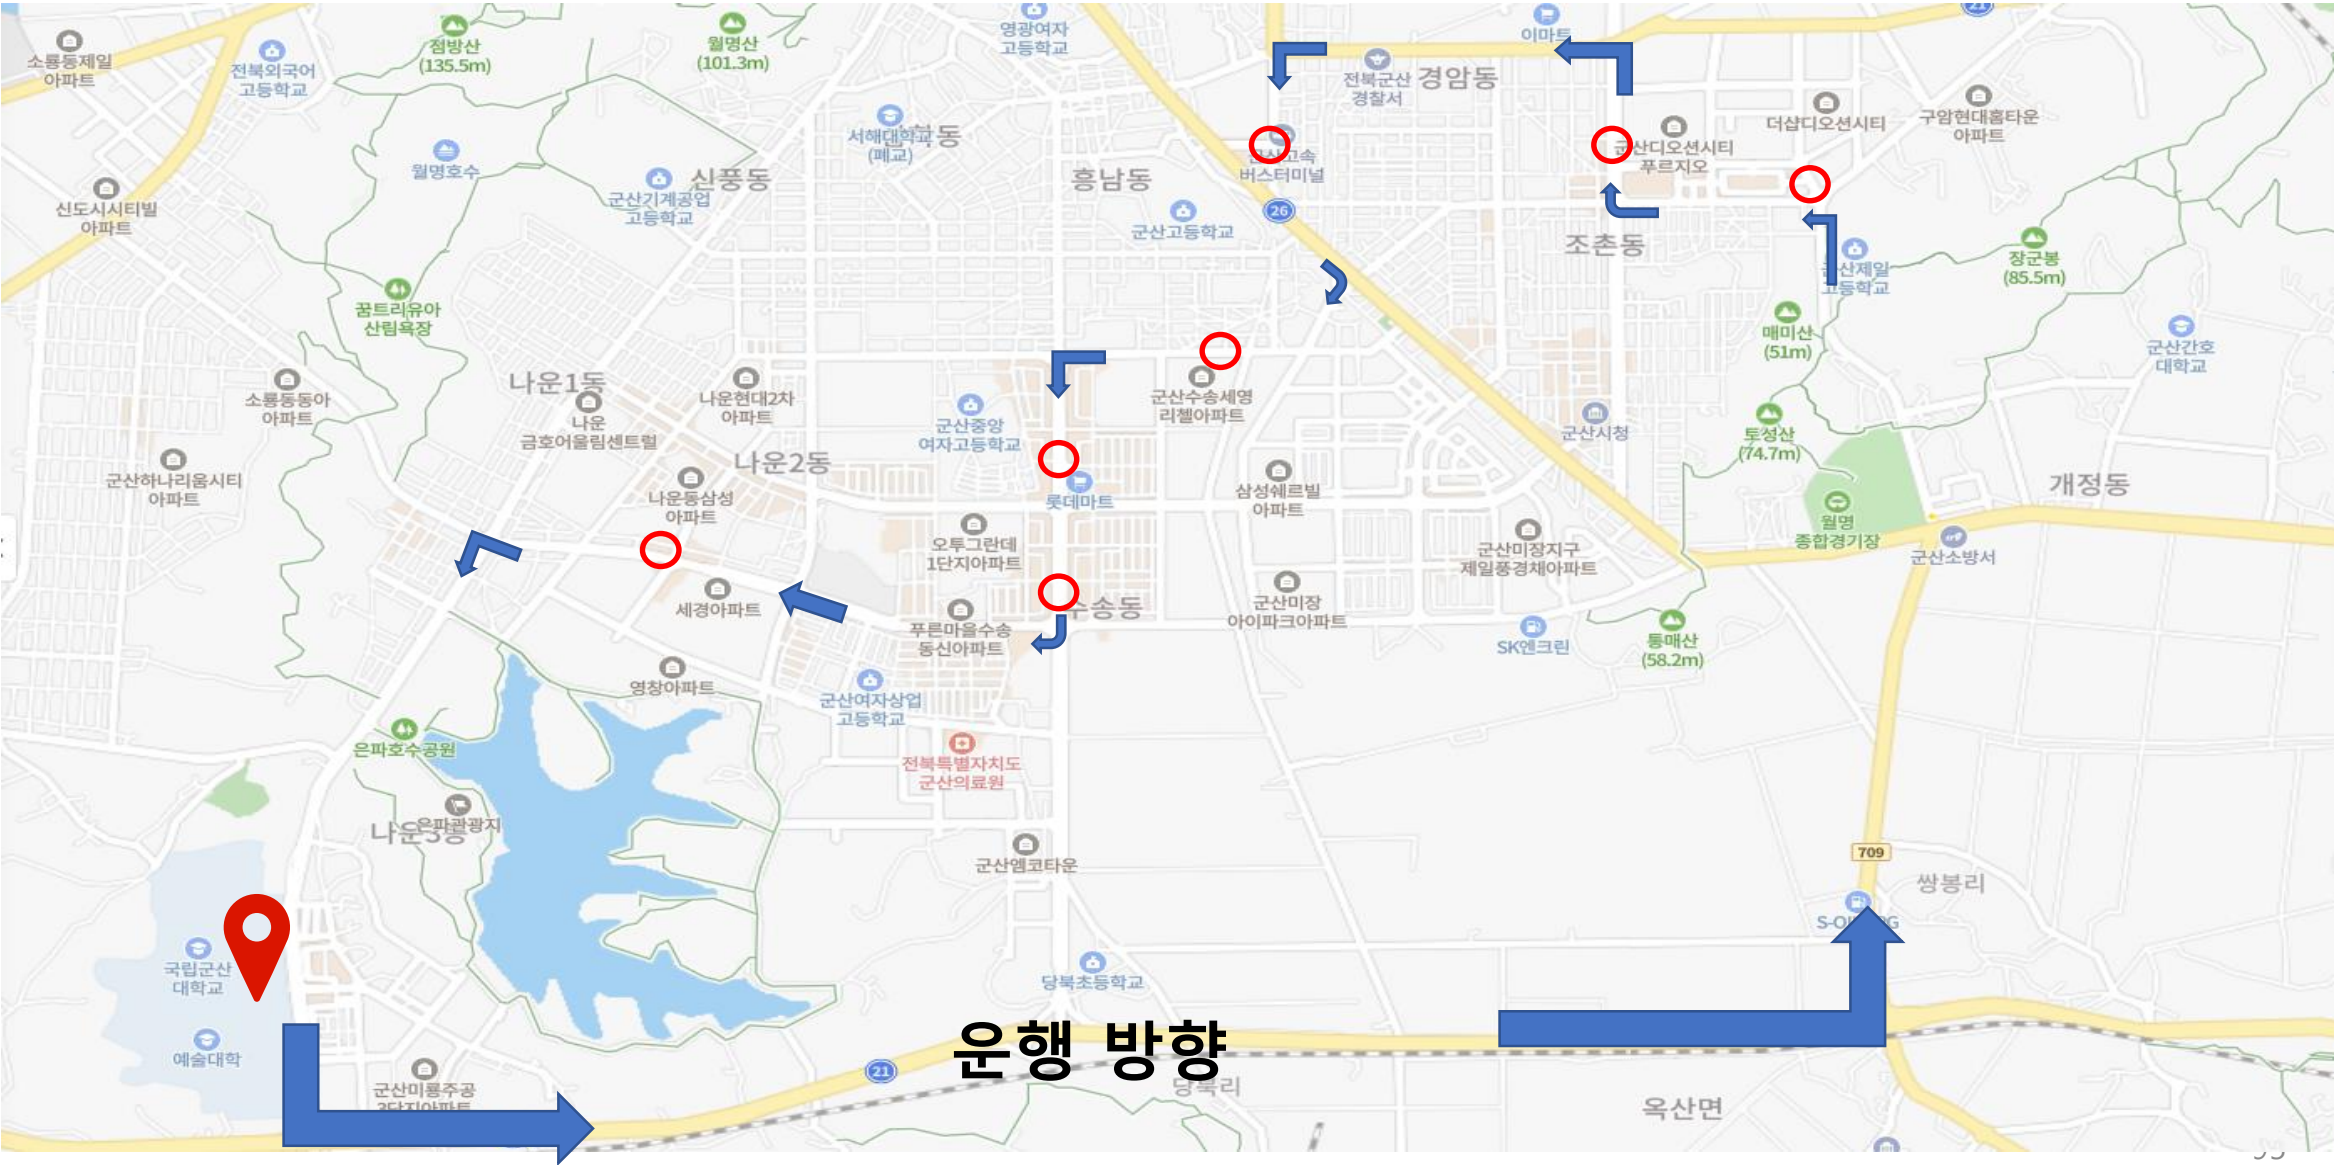 소룡동제일
아파트
전북외국어
고등학교
점방산
(135.5m)
월명산
(101.3m)
영광여자
고등학교
이마트
21
전북군산
경찰서
경암동
서해대학교
(폐교)
더샵디오션시티
구암현대홈타운
아파트
월명호수
신풍동
흥남동
버스터미널
군산디오션시티
푸르지오
군산기계공업
고등학교
신도시시티빌
아파트
군산고등학교
26
조촌동
장군봉
(85.5m)
군산제일
고등학교
꿈트리유아
산림욕장
매미산
(51m)
군산간호
대학교
나운1동
소룡동동아
아파트
나운
금호어울림센트럴
나운현대2차
아파트
군산중앙
여자고등학교
군산수송세영
리첼아파트
군산시청
토성산
(74.7m)
나운2동
군산하나리움시티
아파트
나운동삼성
아파트
롯데마트
삼성쉐르빌
아파트
개정동
월명
종합경기장
오투그란데
1단지아파트
군산미장지구
제일풍경채아파트
군산소방서
세경아파트
푸른마을수송
동신아파트
수송동
군산미장
아이파크아파트
SK엔크린
통매산
(58.2m)
영창아파트
군산여자상업
고등학교
은파호수공원
전북특별자치도
군산의료원
은파관광지
나운3동
군산엠코타운
709
쌍봉리
국립군산
대학교
당북초등학교
운행 방향
예술대학
21
군산미룡주공
3단지아파트
당북리
옥산면